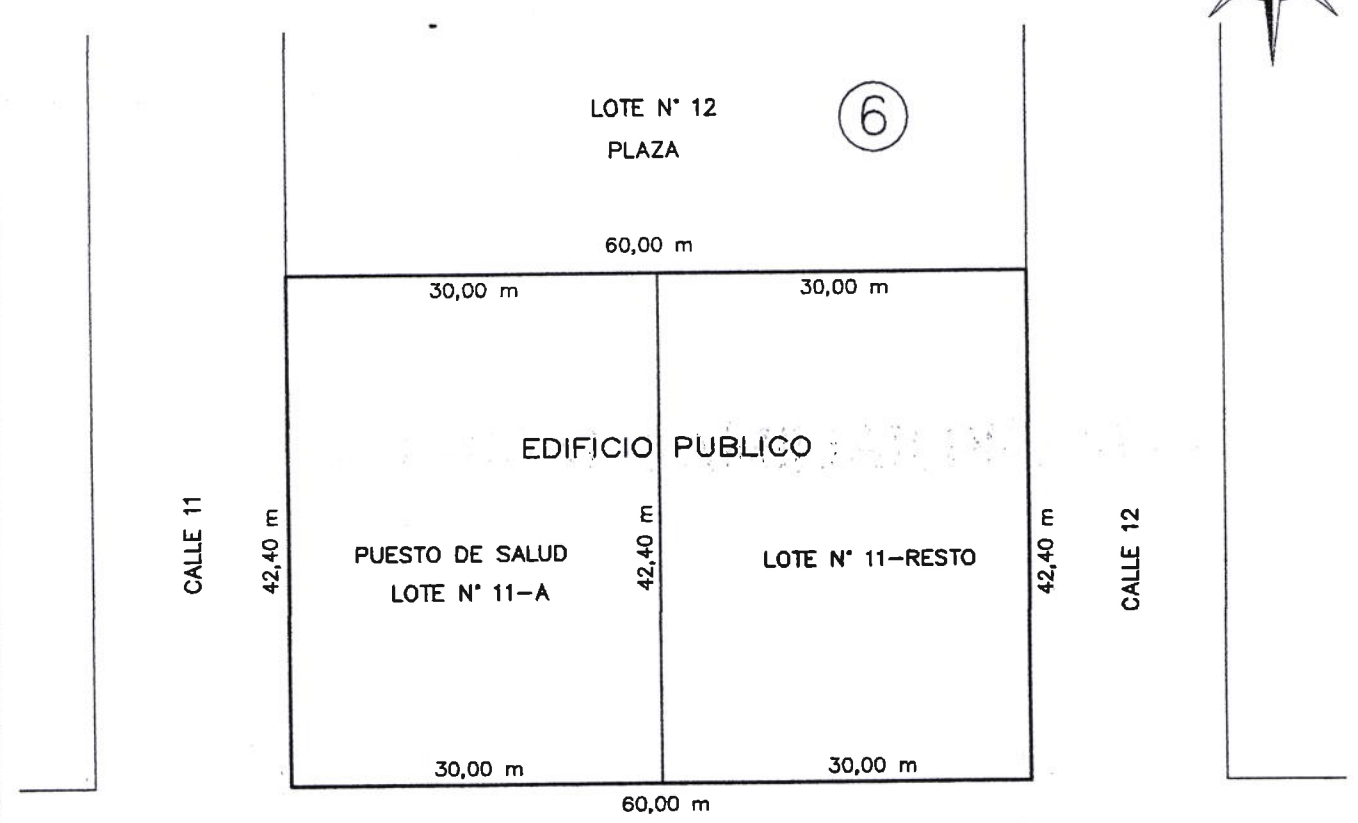 LOTE N° 12
6
PLAZA
60,00 m
30,00 m
30,00 m
EDIFICIO PUBLICO
CALLE 11
42,40 m
PUESTO DE SALUD
LOTE N° 11-A
42,40 m
LOTE N° 11-RESTO
42,40 m
CALLE 12
30,00 m
30,00 m
60,00 m